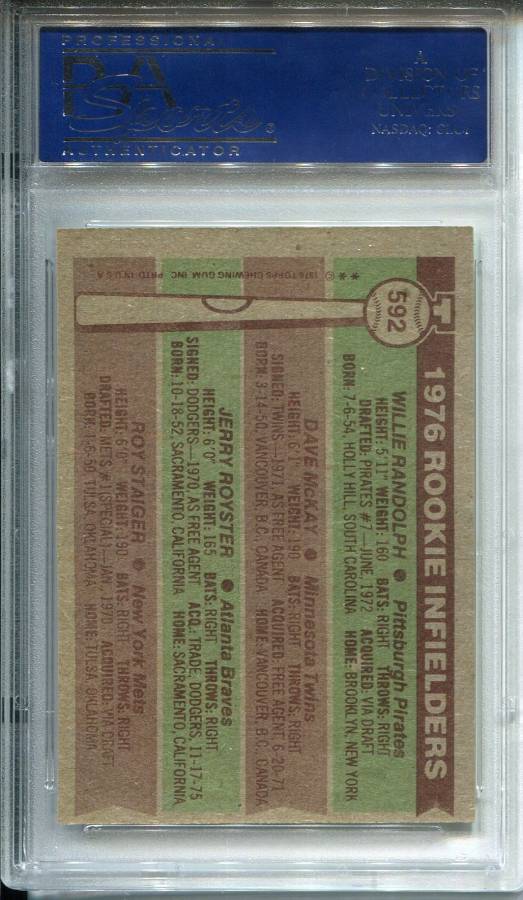 PROFESSIONAL
PSA
Sports
AUTHENTICATOR
A
DIVISION OF
COLLECTORS
UNIVERSE
NASDAQ: CLCT
592
1976 ROOKIE INFIELDERS
WILLIE RANDOLPH ● Pittsburgh Pirates
HEIGHT: 5'11" WEIGHT: 160 BATS: RIGHT THROWS: RIGHT
DRAFTED: PIRATES #7—JUNE, 1972 ACQUIRED: VIA DRAFT
BORN: 7-6-54, HOLLY HILL, SOUTH CAROLINA HOME: BROOKLYN, NEW YORK
DAVE McKAY ● Minnesota Twins
HEIGHT: 6'1" WEIGHT: 190 BATS: RIGHT THROWS: RIGHT
SIGNED: TWINS—1971 AS FREE AGENT ACQUIRED: FREE AGENT 6-20-71
BORN: 3-14-50, VANCOUVER, B.C., CANADA HOME: VANCOUVER, B.C., CANADA
JERRY ROYSTER ● Atlanta Braves
HEIGHT: 6'0" WEIGHT: 165 BATS: RIGHT THROWS: RIGHT
SIGNED: DODGERS—1970 AS FREE AGENT ACQ.: TRADE, DODGERS, 11-17-75
BORN: 10-18-52, SACRAMENTO, CALIFORNIA HOME: SACRAMENTO, CALIFORNIA
ROY STAIGER ● New York Mets
HEIGHT: 6'0" WEIGHT: 190 BATS: RIGHT THROWS: RIGHT
DRAFTED: METS #1 (SPECIAL)—JAN., 1970 ACQUIRED: VIA DRAFT
BORN: 1-6-50, TULSA, OKLAHOMA HOME: TULSA, OKLAHOMA
* * © 1976 TOPPS CHEWING GUM, INC. PRTD. IN U.S.A.